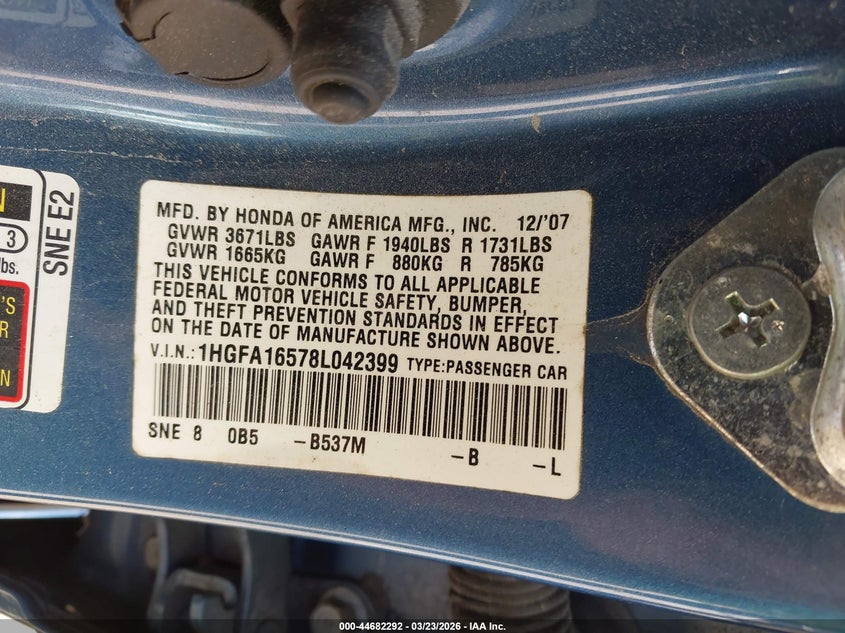 MFD. BY HONDA OF AMERICA MFG., INC. 12/'07
GVWR 3671LBS GAWR F 1940LBS R 1731LBS
GVWR 1665KG GAWR F 880KG R 785KG
THIS VEHICLE CONFORMS TO ALL APPLICABLE
FEDERAL MOTOR VEHICLE SAFETY, BUMPER,
AND THEFT PREVENTION STANDARDS IN EFFECT
ON THE DATE OF MANUFACTURE SHOWN ABOVE.
V.I.N.:1HGFA16578L042399 TYPE:PASSENGER CAR
SNE 8 0B5 -B537M -B -L
N
3
lbs.
'S
R
N
SNE E2
000-44682292 - 03/23/2026 - IAA Inc.